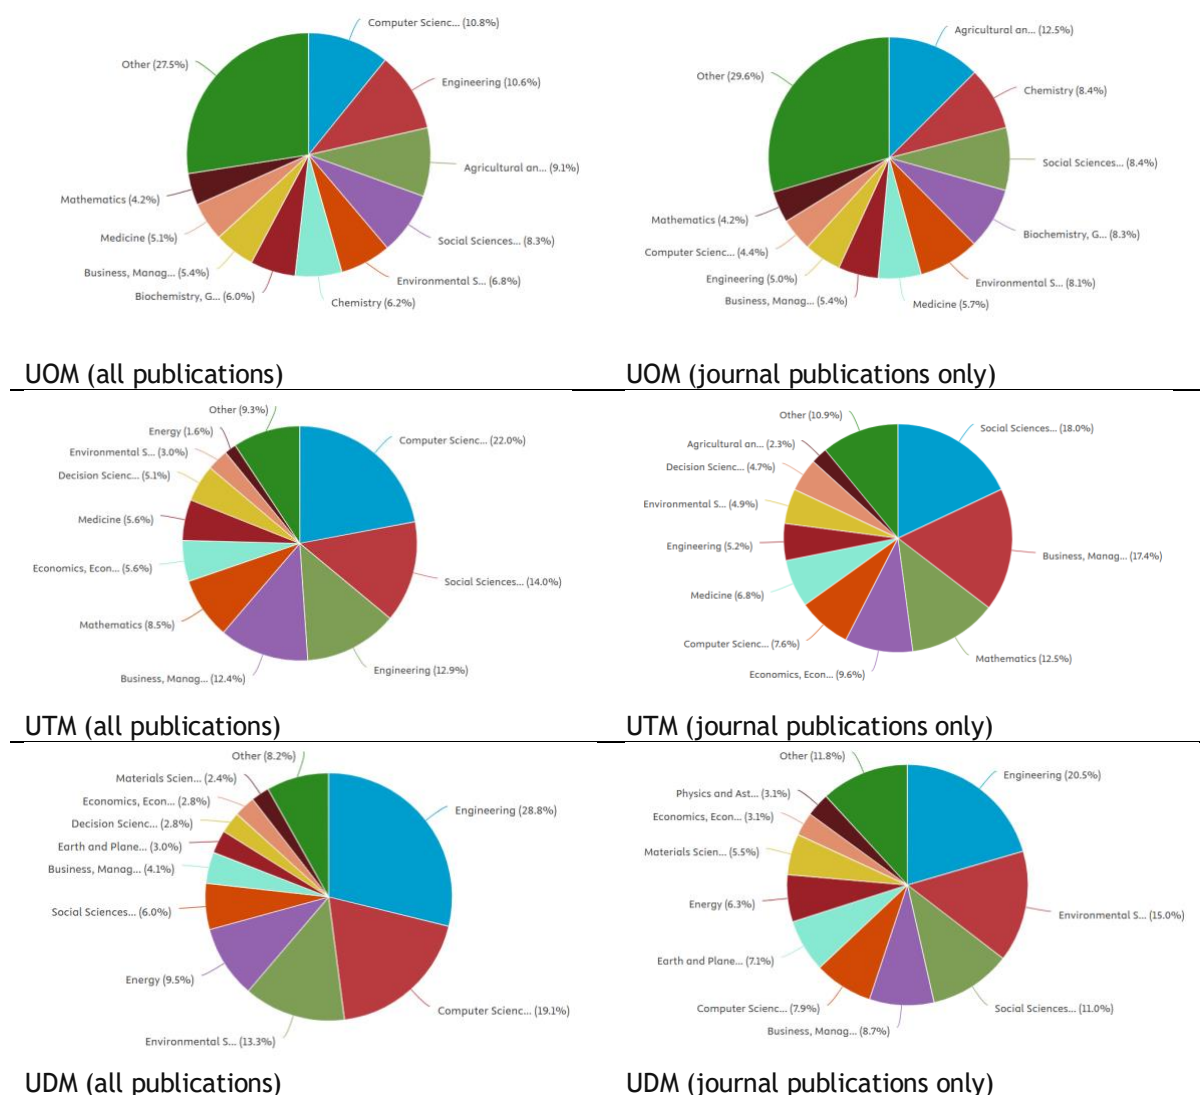 Computer Scienc... (10.8%)
Engineering (10.6%)
Agricultural an... (9.1%)
Social Sciences... (8.3%)
Environmental S... (6.8%)
Chemistry (6.2%)
Biochemistry, G... (6.0%)
Business, Manag... (5.4%)
Medicine (5.1%)
Mathematics (4.2%)
Other (27.5%)
UOM (all publications)
Agricultural an... (12.5%)
Chemistry (8.4%)
Social Sciences... (8.4%)
Biochemistry, G... (8.3%)
Environmental S... (8.1%)
Medicine (5.7%)
Business, Manag... (5.4%)
Engineering (5.0%)
Computer Scienc... (4.4%)
Mathematics (4.2%)
Other (29.6%)
UOM (journal publications only)
Computer Scienc... (22.0%)
Social Sciences... (14.0%)
Engineering (12.9%)
Business, Manag... (12.4%)
Mathematics (8.5%)
Economics, Econ... (5.6%)
Medicine (5.6%)
Decision Scienc... (5.1%)
Environmental S... (3.0%)
Energy (1.6%)
Other (9.3%)
UTM (all publications)
Social Sciences... (18.0%)
Business, Manag... (17.4%)
Mathematics (12.5%)
Economics, Econ... (9.6%)
Computer Scienc... (7.6%)
Medicine (6.8%)
Engineering (5.2%)
Environmental S... (4.9%)
Decision Scienc... (4.7%)
Agricultural an... (2.3%)
Other (10.9%)
UTM (journal publications only)
Engineering (28.8%)
Computer Scienc... (19.1%)
Environmental S... (13.3%)
Energy (9.5%)
Social Sciences... (6.0%)
Business, Manag... (4.1%)
Earth and Plane... (3.0%)
Decision Scienc... (2.8%)
Economics, Econ... (2.8%)
Materials Scien... (2.4%)
Other (8.2%)
UDM (all publications)
Engineering (20.5%)
Environmental S... (15.0%)
Social Sciences... (11.0%)
Business, Manag... (8.7%)
Computer Scienc... (7.9%)
Earth and Plane... (7.1%)
Energy (6.3%)
Materials Scien... (5.5%)
Economics, Econ... (3.1%)
Physics and Ast... (3.1%)
Other (11.8%)
UDM (journal publications only)